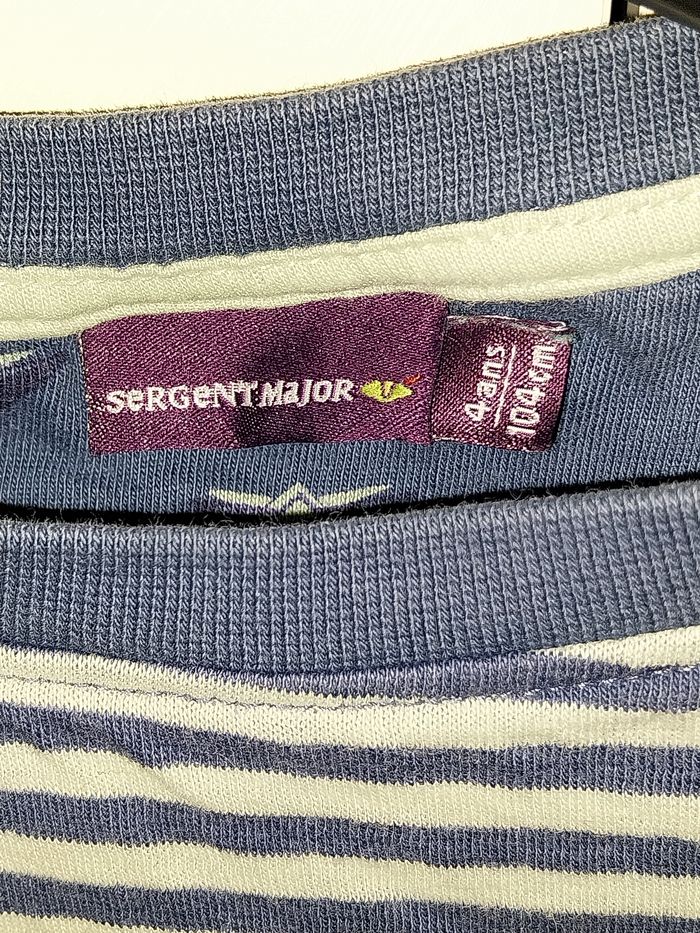 SeRGeNT MaJOR
4 ans
104 cm